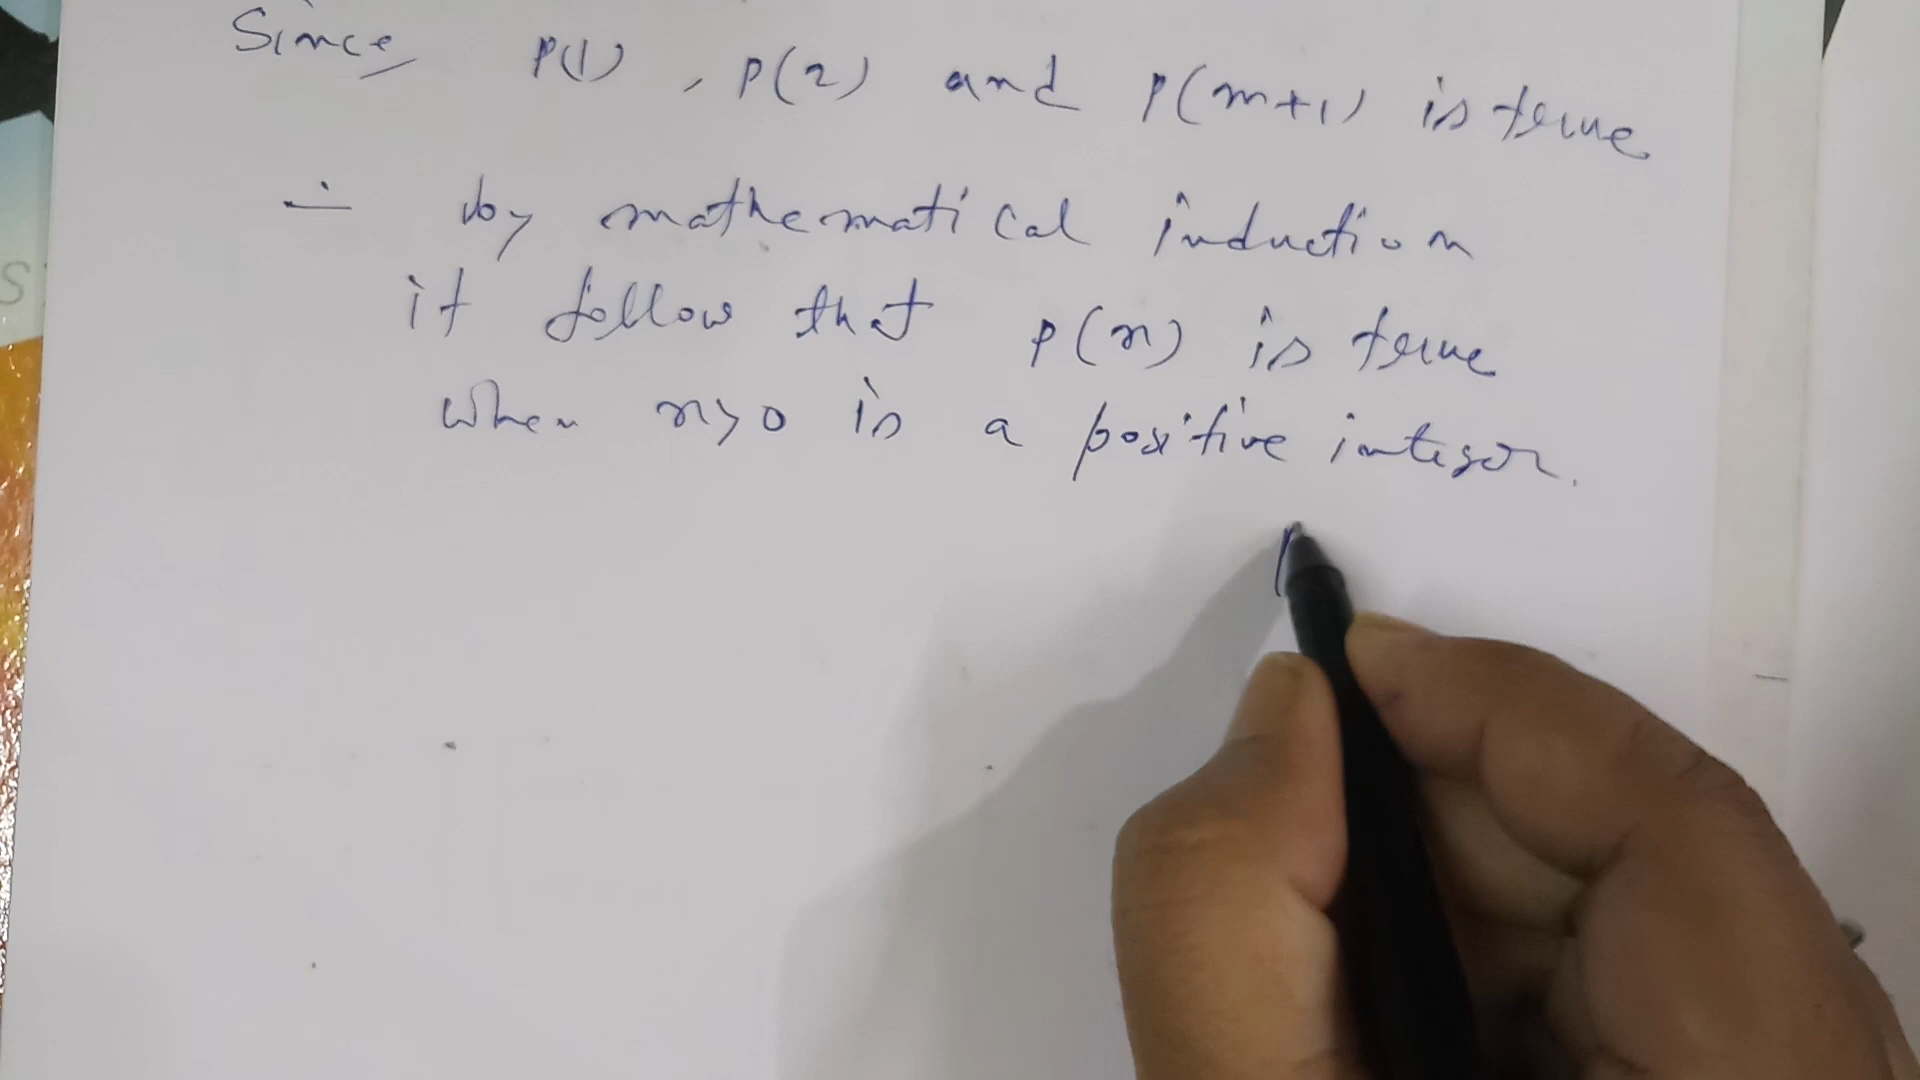 Since P(1), P(2) and P(m+1) is true
∴ by mathematical induction
it follow that P(n) is true
when n>0 is a positive integer.